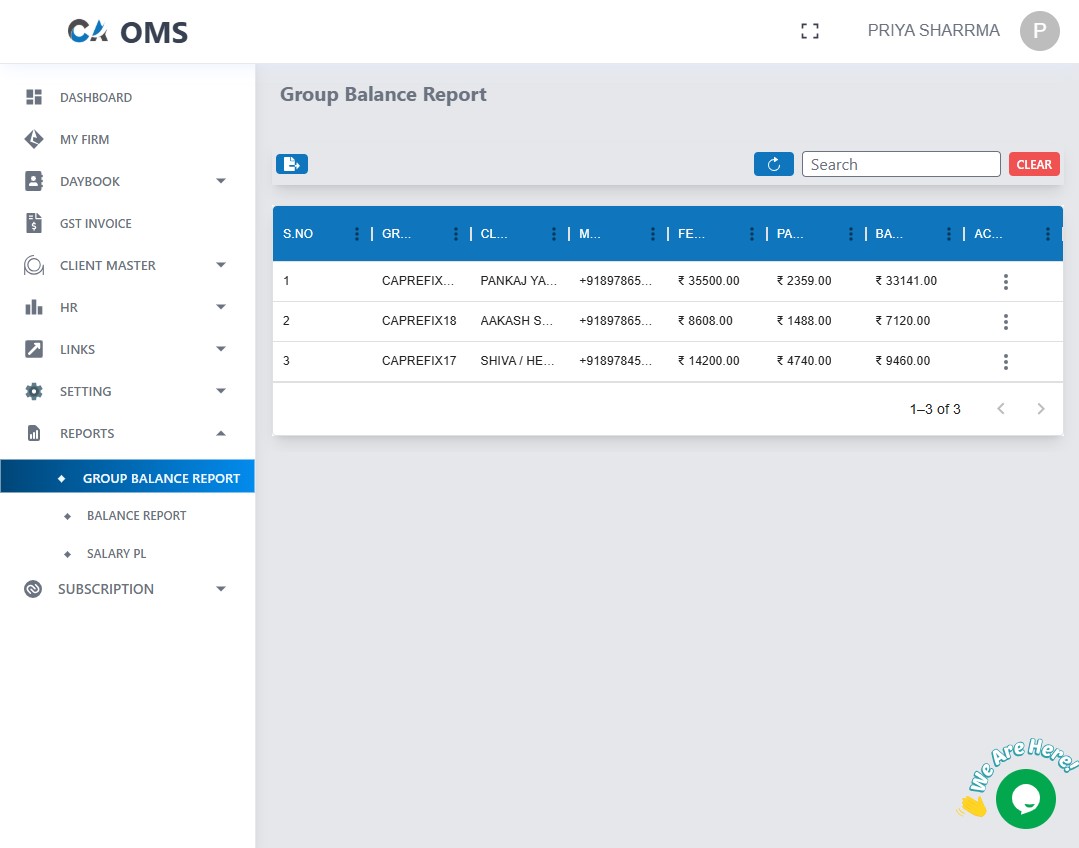 CA OMS
PRIYA SHARRMA
P
DASHBOARD
MY FIRM
DAYBOOK
GST INVOICE
CLIENT MASTER
HR
LINKS
SETTING
REPORTS
GROUP BALANCE REPORT
BALANCE REPORT
SALARY PL
SUBSCRIPTION
Group Balance Report
Search
CLEAR
S.NO GR... CL... M... FE... PA... BA... AC...
1 CAPREFIX... PANKAJ YA... +91897865... ₹ 35500.00 ₹ 2359.00 ₹ 33141.00
2 CAPREFIX18 AAKASH S... +91897865... ₹ 8608.00 ₹ 1488.00 ₹ 7120.00
3 CAPREFIX17 SHIVA / HE... +91897845... ₹ 14200.00 ₹ 4740.00 ₹ 9460.00
1–3 of 3
We Are Here!